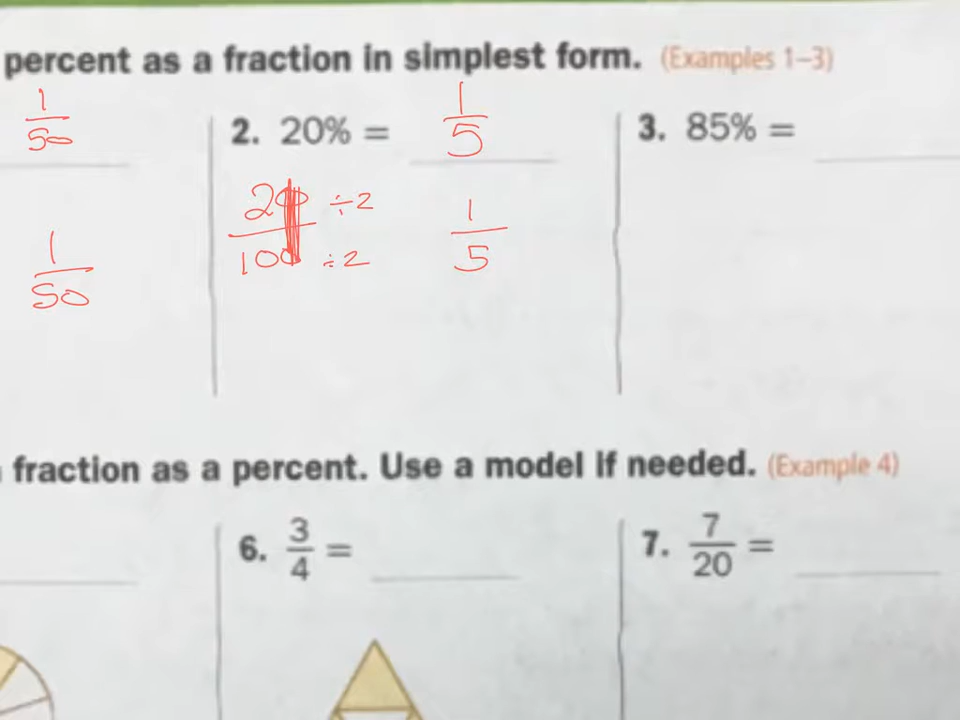 percent as a fraction in simplest form. (Examples 1–3)
1/50
2. 20% = 1/5
3. 85% =
20/100 ÷2 ÷2 1/5
1/50
fraction as a percent. Use a model if needed. (Example 4)
6. 3/4 =
7. 7/20 =